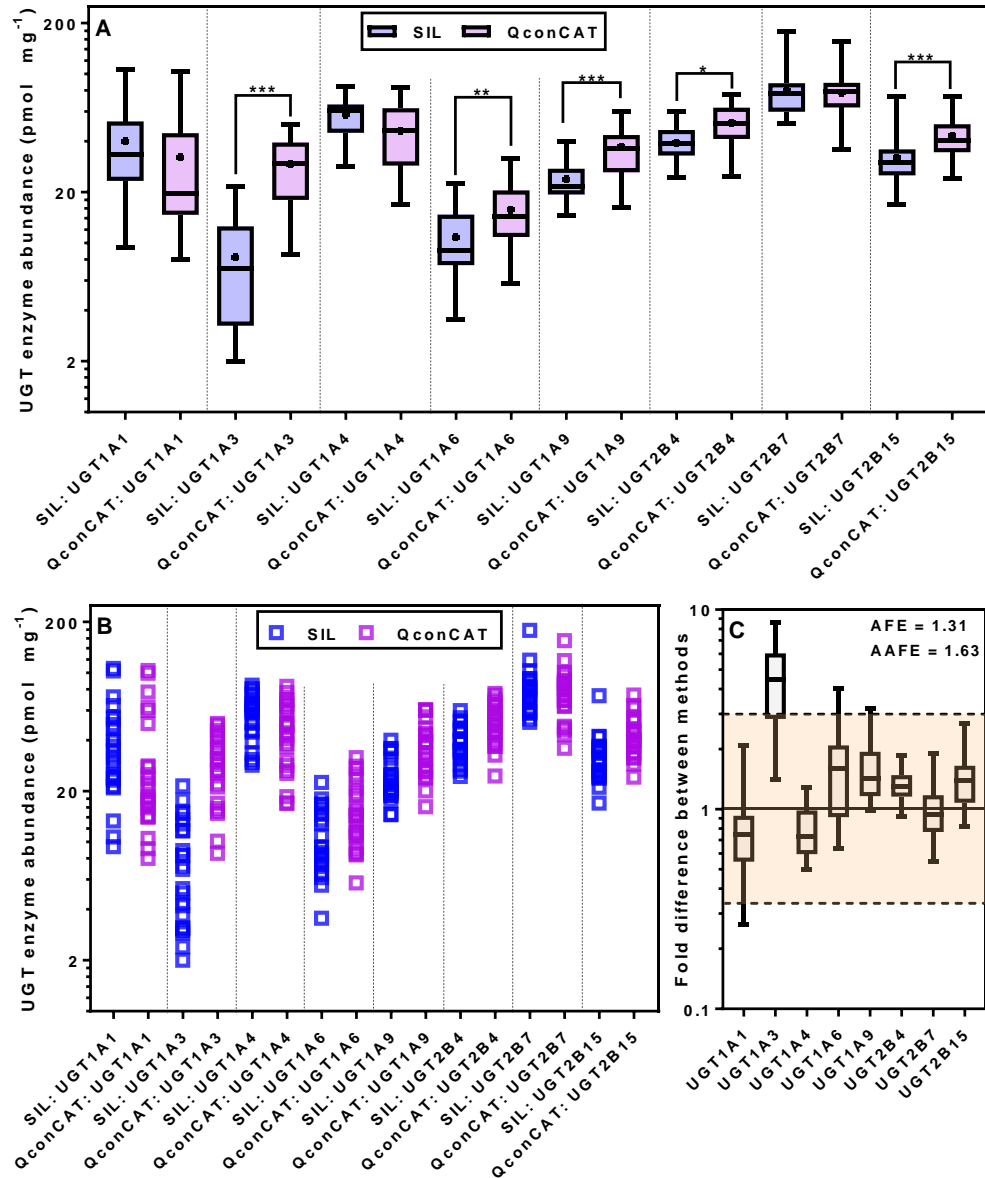 A
SIL QconCAT
UGT enzyme abundance (pmol mg-1)
200
20
2
***
**
***
*
***
SIL: UGT1A1
QconCAT: UGT1A1
SIL: UGT1A3
QconCAT: UGT1A3
SIL: UGT1A4
QconCAT: UGT1A4
SIL: UGT1A6
QconCAT: UGT1A6
SIL: UGT1A9
QconCAT: UGT1A9
SIL: UGT2B4
QconCAT: UGT2B4
SIL: UGT2B7
QconCAT: UGT2B7
SIL: UGT2B15
QconCAT: UGT2B15
B
SIL QconCAT
UGT enzyme abundance (pmol mg-1)
200
20
2
SIL: UGT1A1
QconCAT: UGT1A1
SIL: UGT1A3
QconCAT: UGT1A3
SIL: UGT1A4
QconCAT: UGT1A4
SIL: UGT1A6
QconCAT: UGT1A6
SIL: UGT1A9
QconCAT: UGT1A9
SIL: UGT2B4
QconCAT: UGT2B4
SIL: UGT2B7
QconCAT: UGT2B7
SIL: UGT2B15
QconCAT: UGT2B15
C
AFE = 1.31
AAFE = 1.63
Fold difference between methods
10
1
0.1
UGT1A1
UGT1A3
UGT1A4
UGT1A6
UGT1A9
UGT2B4
UGT2B7
UGT2B15